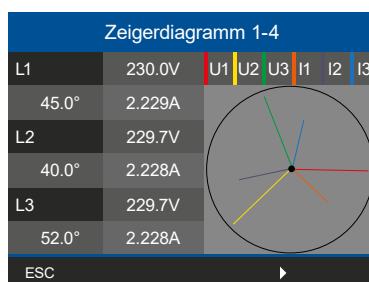 Zeigerdiagramm 1-4
L1 230.0V U1 U2 U3 I1 I2 I3
45.0° 2.229A
L2 229.7V
40.0° 2.228A
L3 229.7V
52.0° 2.228A
ESC